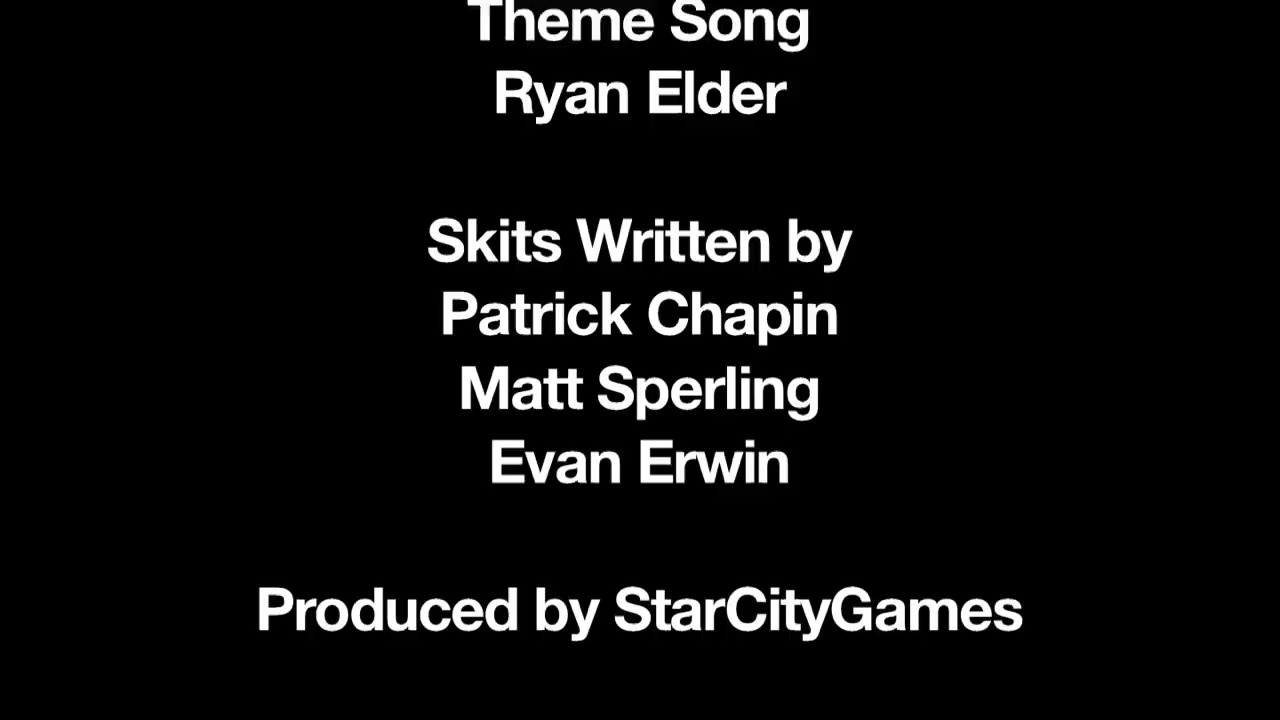 Theme Song
Ryan Elder
Skits Written by
Patrick Chapin
Matt Sperling
Evan Erwin
Produced by StarCityGames